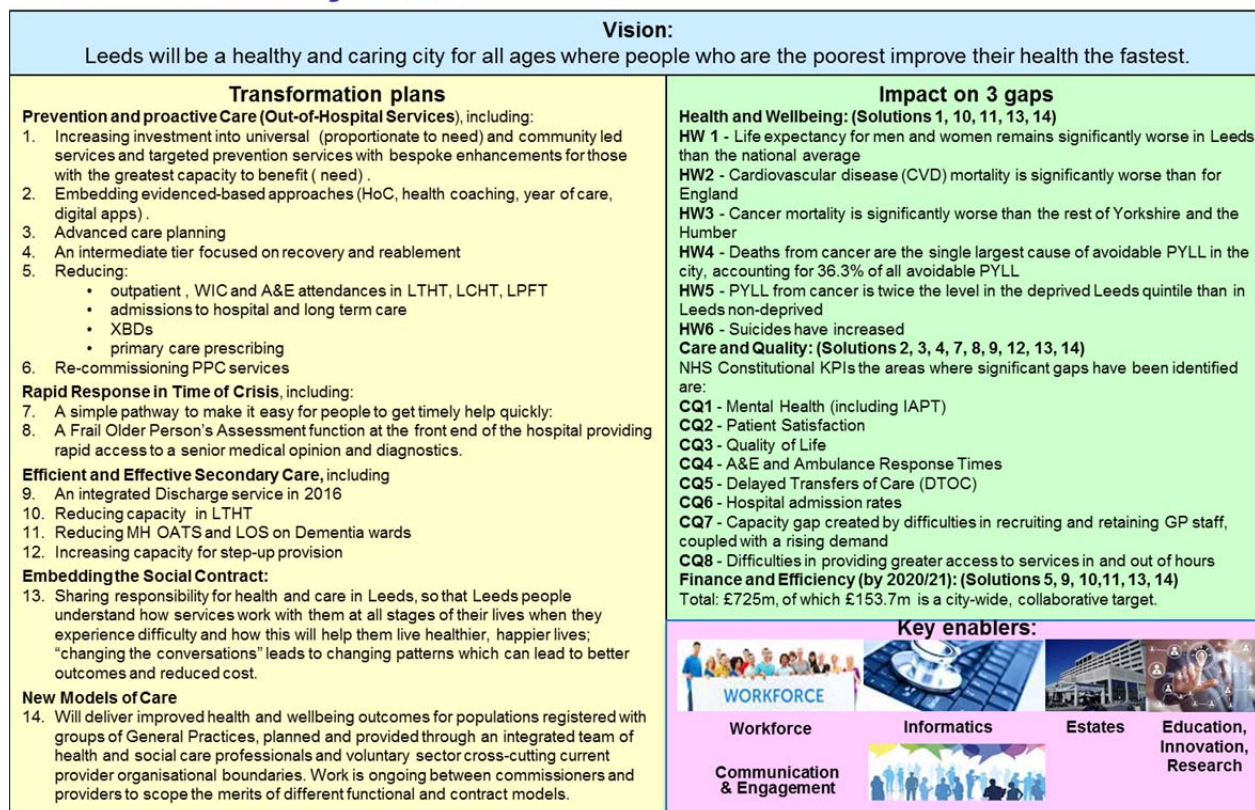 Vision:
Leeds will be a healthy and caring city for all ages where people who are the poorest improve their health the fastest.
Transformation plans
Prevention and proactive Care (Out-of-Hospital Services), including:
1. Increasing investment into universal (proportionate to need) and community led
services and targeted prevention services with bespoke enhancements for those
with the greatest capacity to benefit ( need) .
2. Embedding evidenced-based approaches (HoC, health coaching, year of care,
digital apps) .
3. Advanced care planning
4. An intermediate tier focused on recovery and reablement
5. Reducing:
• outpatient , WIC and A&E attendances in LTHT, LCHT, LPFT
• admissions to hospital and long term care
• XBDs
• primary care prescribing
6. Re-commissioning PPC services
Rapid Response in Time of Crisis, including:
7. A simple pathway to make it easy for people to get timely help quickly:
8. A Frail Older Person's Assessment function at the front end of the hospital providing
rapid access to a senior medical opinion and diagnostics.
Efficient and Effective Secondary Care, including
9. An integrated Discharge service in 2016
10. Reducing capacity in LTHT
11. Reducing MH OATS and LOS on Dementia wards
12. Increasing capacity for step-up provision
Embedding the Social Contract:
13. Sharing responsibility for health and care in Leeds, so that Leeds people
understand how services work with them at all stages of their lives when they
experience difficulty and how this will help them live healthier, happier lives;
"changing the conversations" leads to changing patterns which can lead to better
outcomes and reduced cost.
New Models of Care
14. Will deliver improved health and wellbeing outcomes for populations registered with
groups of General Practices, planned and provided through an integrated team of
health and social care professionals and voluntary sector cross-cutting current
provider organisational boundaries. Work is ongoing between commissioners and
providers to scope the merits of different functional and contract models.
Impact on 3 gaps
Health and Wellbeing: (Solutions 1, 10, 11, 13, 14)
HW 1 - Life expectancy for men and women remains significantly worse in Leeds
than the national average
HW2 - Cardiovascular disease (CVD) mortality is significantly worse than for
England
HW3 - Cancer mortality is significantly worse than the rest of Yorkshire and the
Humber
HW4 - Deaths from cancer are the single largest cause of avoidable PYLL in the
city, accounting for 36.3% of all avoidable PYLL
HW5 - PYLL from cancer is twice the level in the deprived Leeds quintile than in
Leeds non-deprived
HW6 - Suicides have increased
Care and Quality: (Solutions 2, 3, 4, 7, 8, 9, 12, 13, 14)
NHS Constitutional KPIs the areas where significant gaps have been identified
are:
CQ1 - Mental Health (including IAPT)
CQ2 - Patient Satisfaction
CQ3 - Quality of Life
CQ4 - A&E and Ambulance Response Times
CQ5 - Delayed Transfers of Care (DTOC)
CQ6 - Hospital admission rates
CQ7 - Capacity gap created by difficulties in recruiting and retaining GP staff,
coupled with a rising demand
CQ8 - Difficulties in providing greater access to services in and out of hours
Finance and Efficiency (by 2020/21): (Solutions 5, 9, 10,11, 13, 14)
Total: £725m, of which £153.7m is a city-wide, collaborative target.
Key enablers:
WORKFORCE
Workforce
Informatics
Estates
Education,
Innovation,
Research
Communication
& Engagement